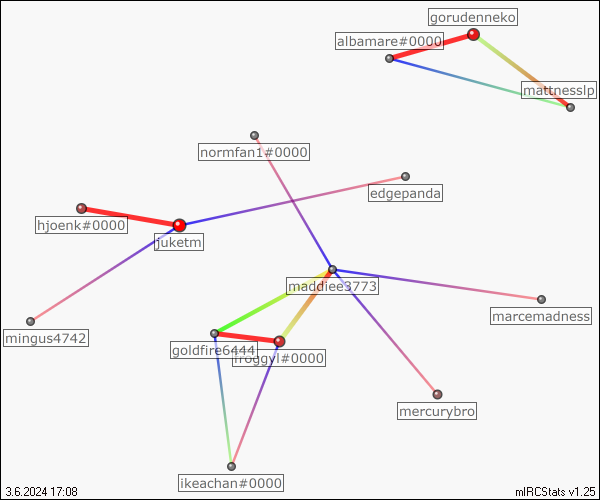 gorudenneko
albamare#0000
mattnesslp
normfan1#0000
edgepanda
hjoenk#0000
juketm
maddiee3773
marcemadness
mingus4742
goldfire6444
froggyl#0000
mercurybro
ikeachan#0000
3.6.2024 17:08
mIRCStats v1.25